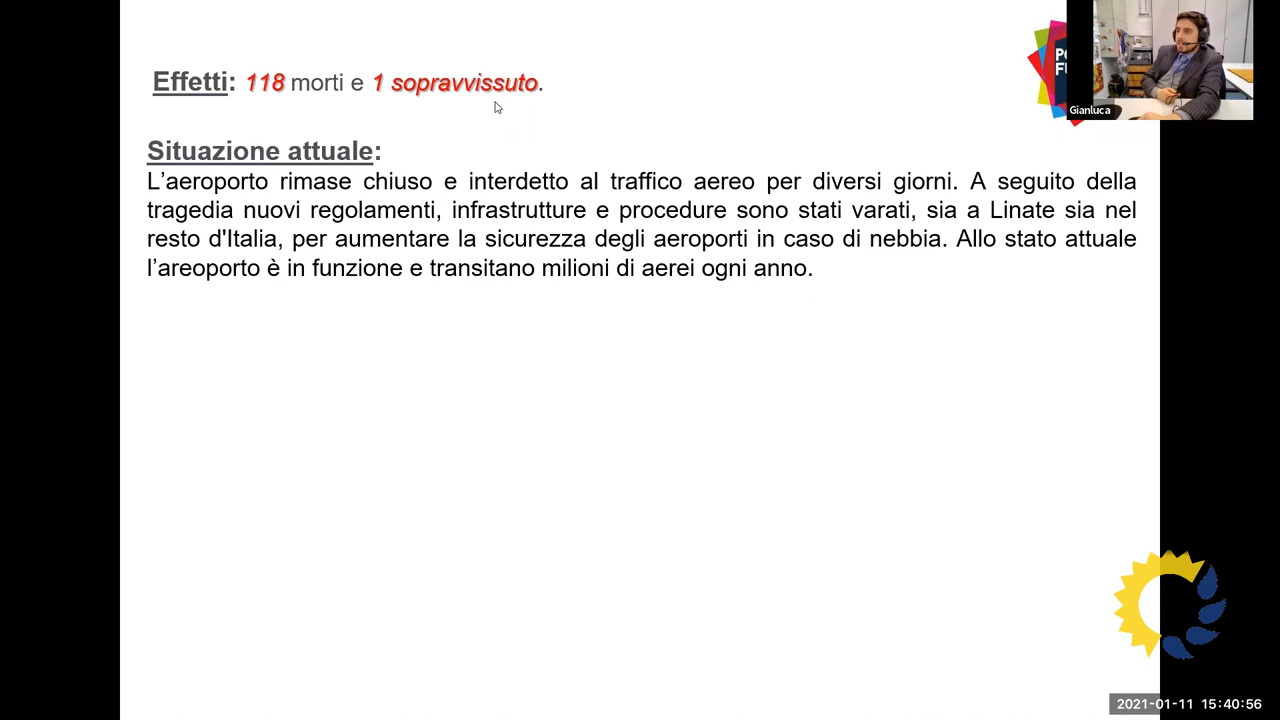 Effetti: 118 morti e 1 sopravvissuto.
Gianluca
Situazione attuale:
L’aeroporto rimase chiuso e interdetto al traffico aereo per diversi giorni. A seguito della
tragedia nuovi regolamenti, infrastrutture e procedure sono stati varati, sia a Linate sia nel
resto d'Italia, per aumentare la sicurezza degli aeroporti in caso di nebbia. Allo stato attuale
l’areoporto è in funzione e transitano milioni di aerei ogni anno.
2021-01-11 15:40:56